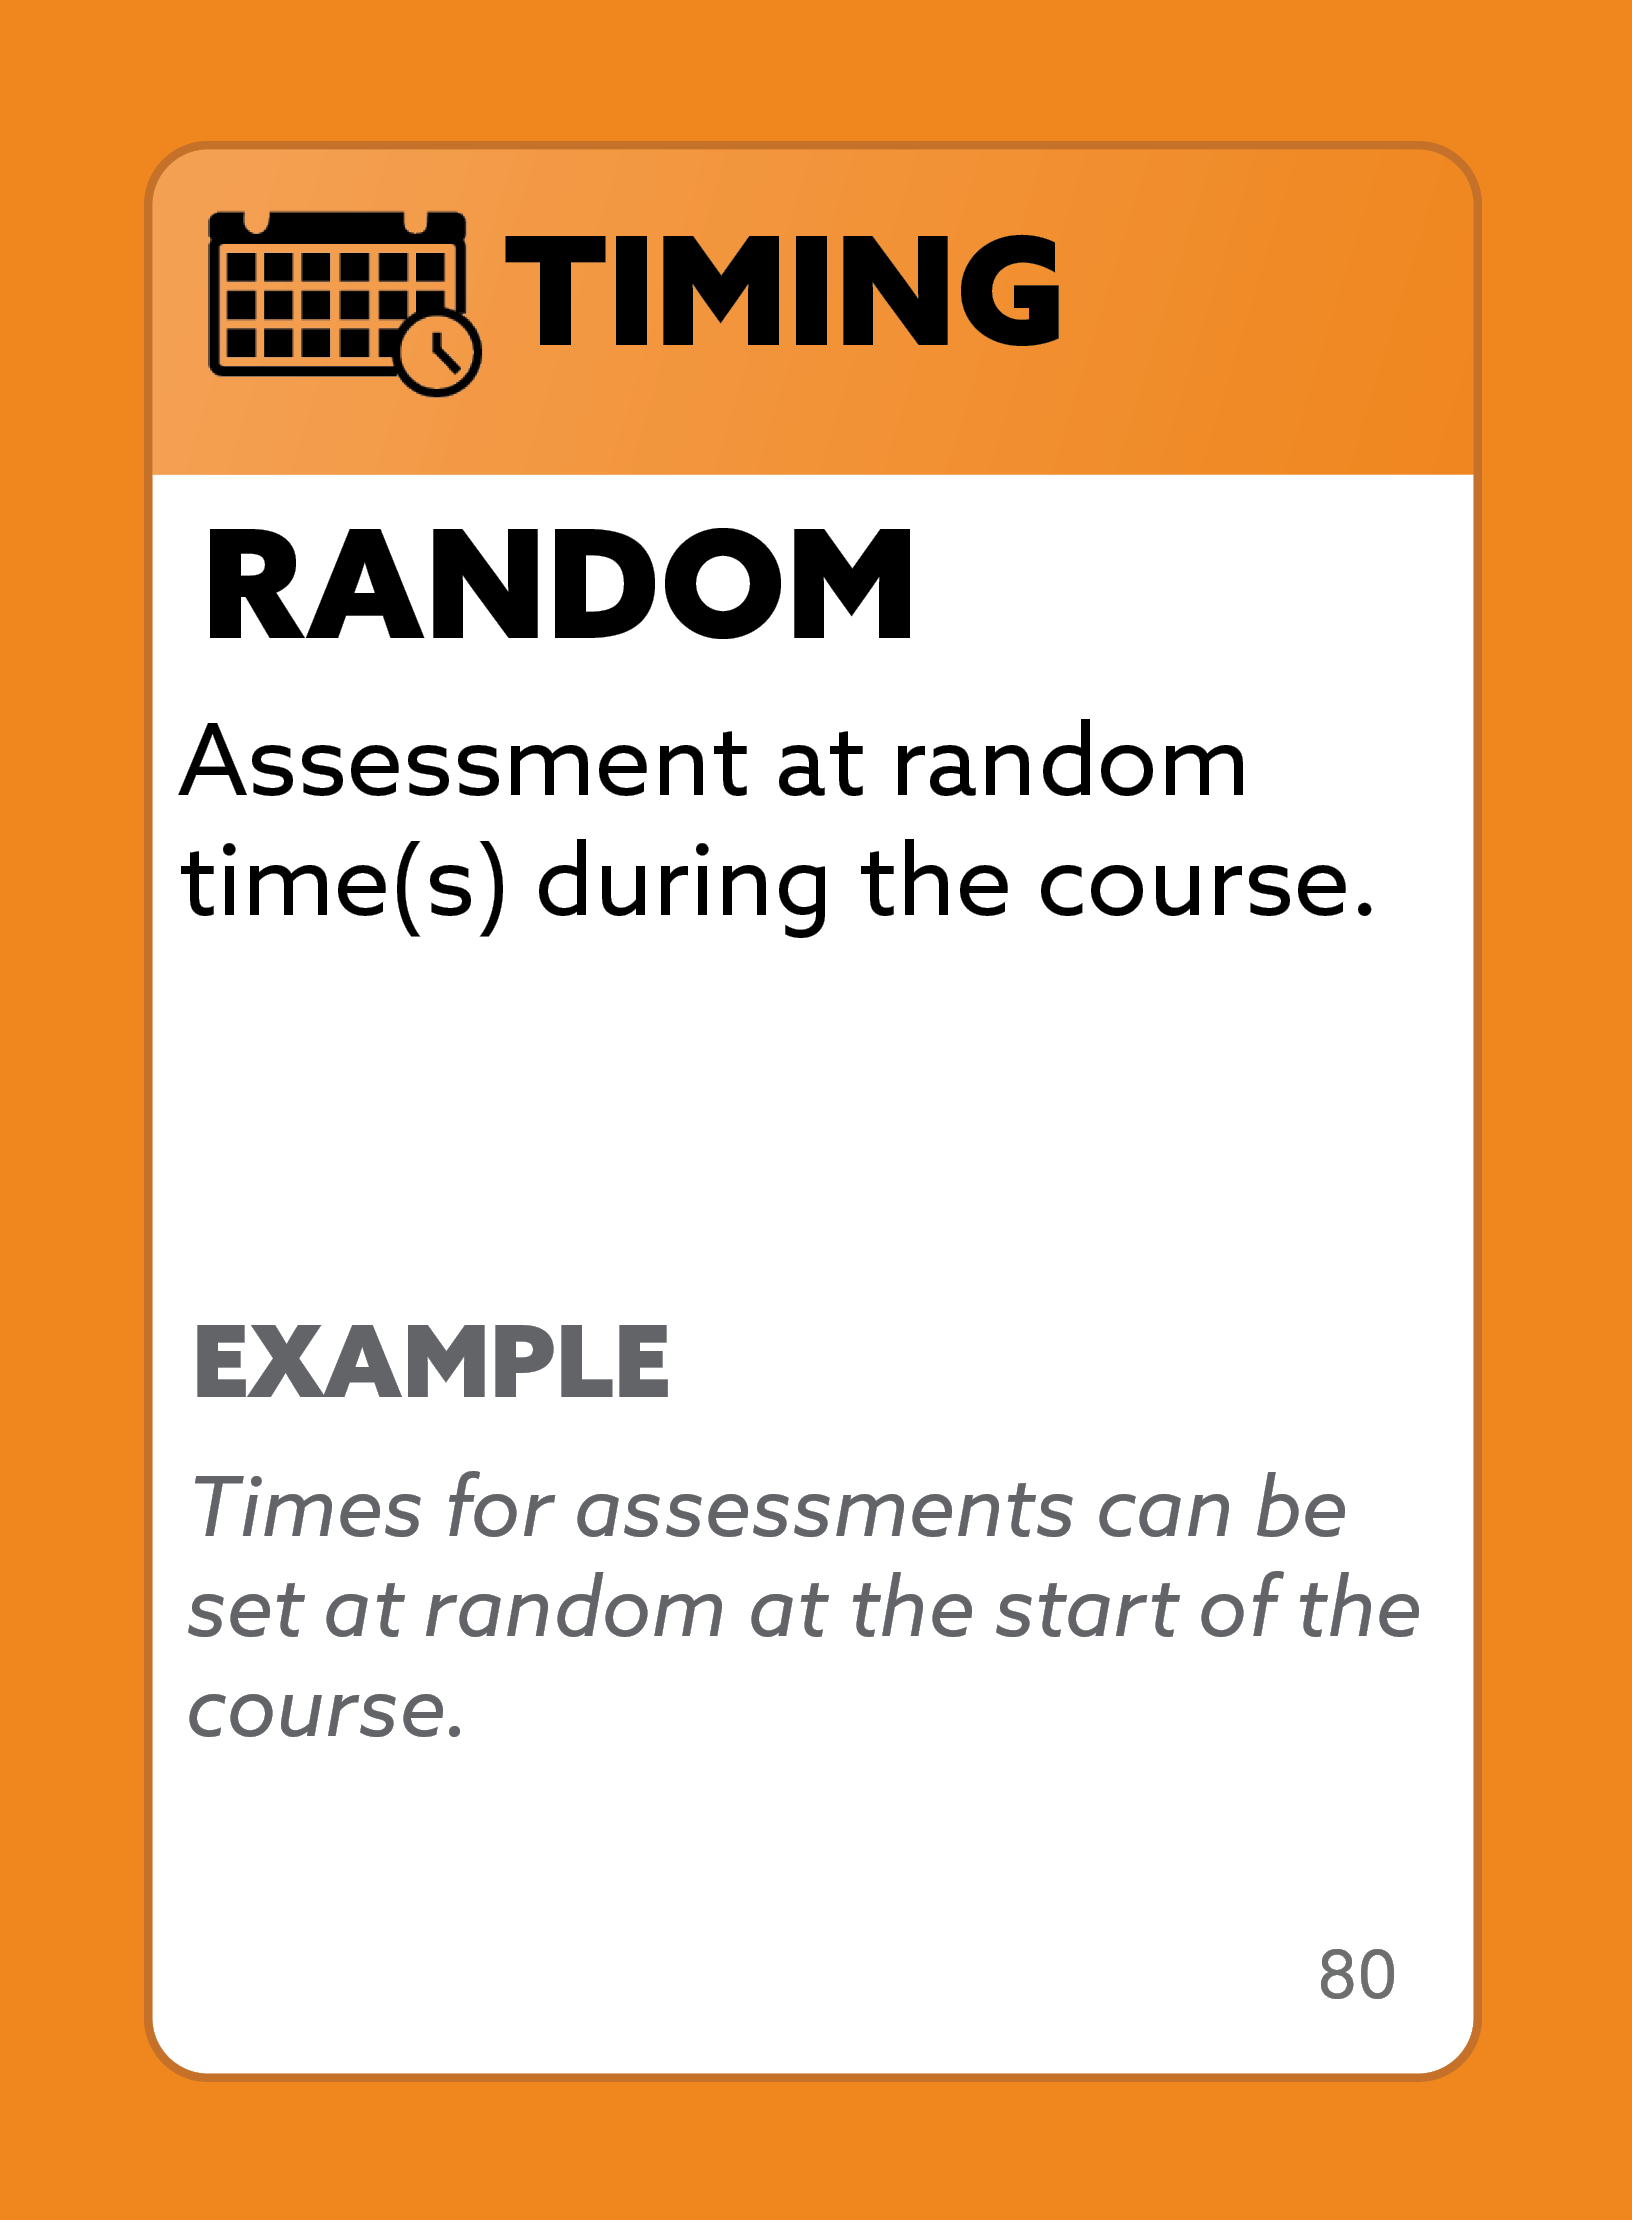 TIMING
RANDOM
Assessment at random
time(s) during the course.
EXAMPLE
Times for assessments can be
set at random at the start of the
course.
80